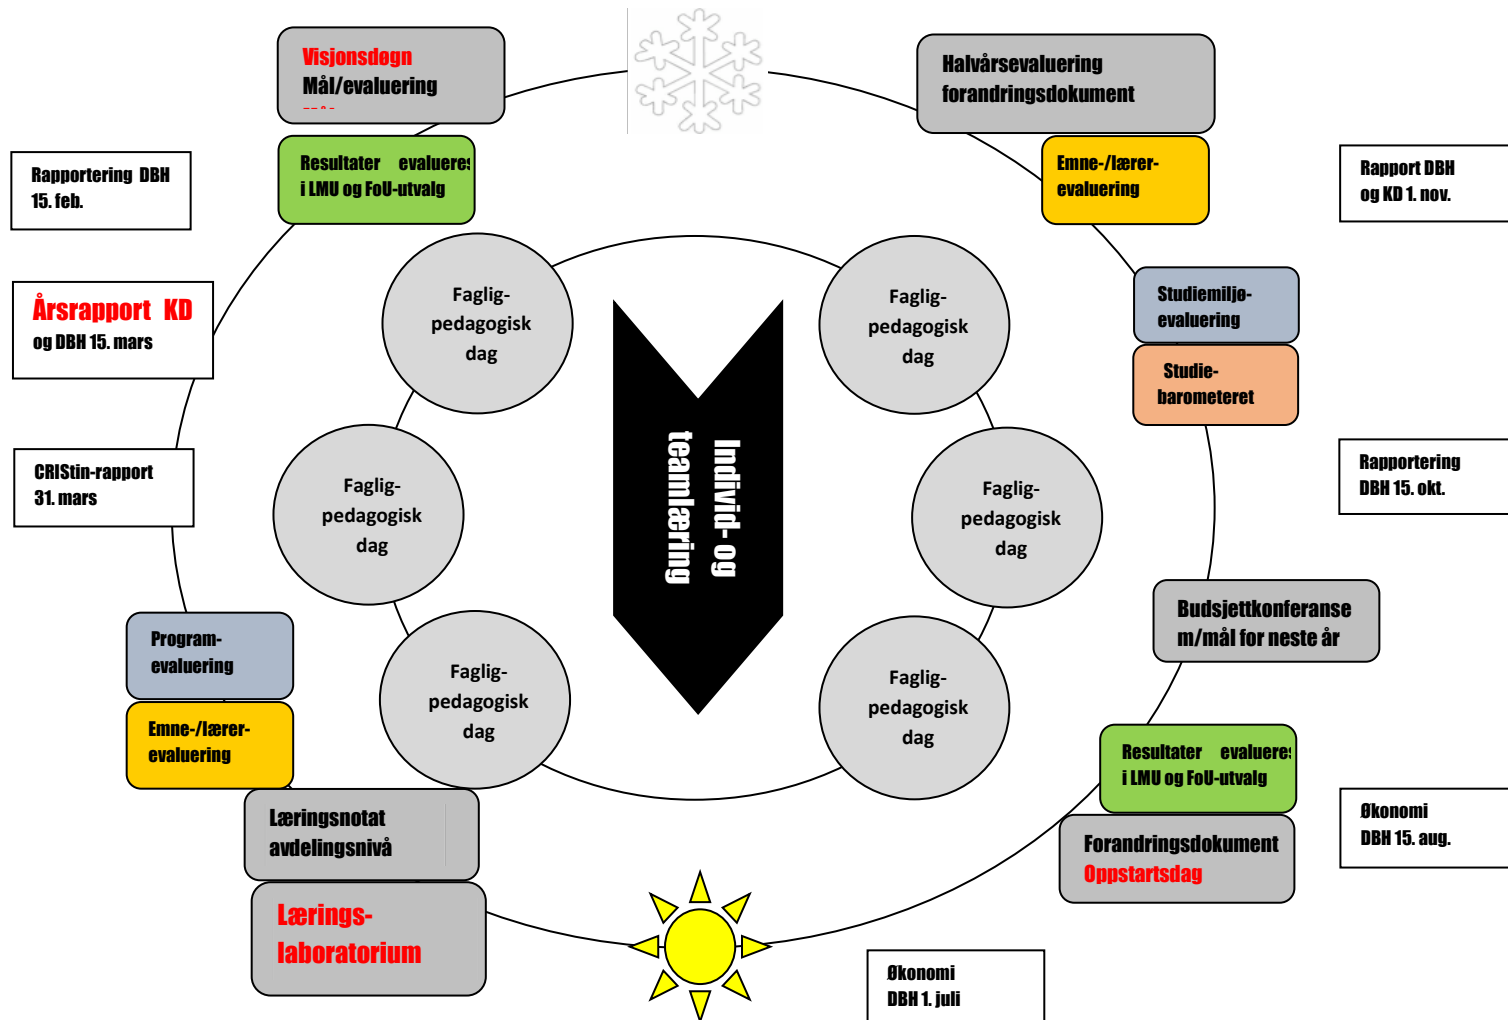 Visjonsdøgn
Mål/evaluering
Resultater evalueres
i LMU og FoU-utvalg
Rapportering DBH
15. feb.
Årsrapport KD
og DBH 15. mars
CRIStin-rapport
31. mars
Program-
evaluering
Emne-/lærer-
evaluering
Læringsnotat
avdelingsnivå
Lærings-
laboratorium
Halvårsevaluering
forandringsdokument
Emne-/lærer-
evaluering
Rapport DBH
og KD 1. nov.
Studiemiljø-
evaluering
Studie-
barometeret
Rapportering
DBH 15. okt.
Budsjettkonferanse
m/mål for neste år
Resultater evalueres
i LMU og FoU-utvalg
Forandringsdokument
Oppstartsdag
Økonomi
DBH 15. aug.
Økonomi
DBH 1. juli
Faglig-
pedagogisk
dag
Faglig-
pedagogisk
dag
Faglig-
pedagogisk
dag
Faglig-
pedagogisk
dag
Faglig-
pedagogisk
dag
Faglig-
pedagogisk
dag
Individ- og
teamlæring